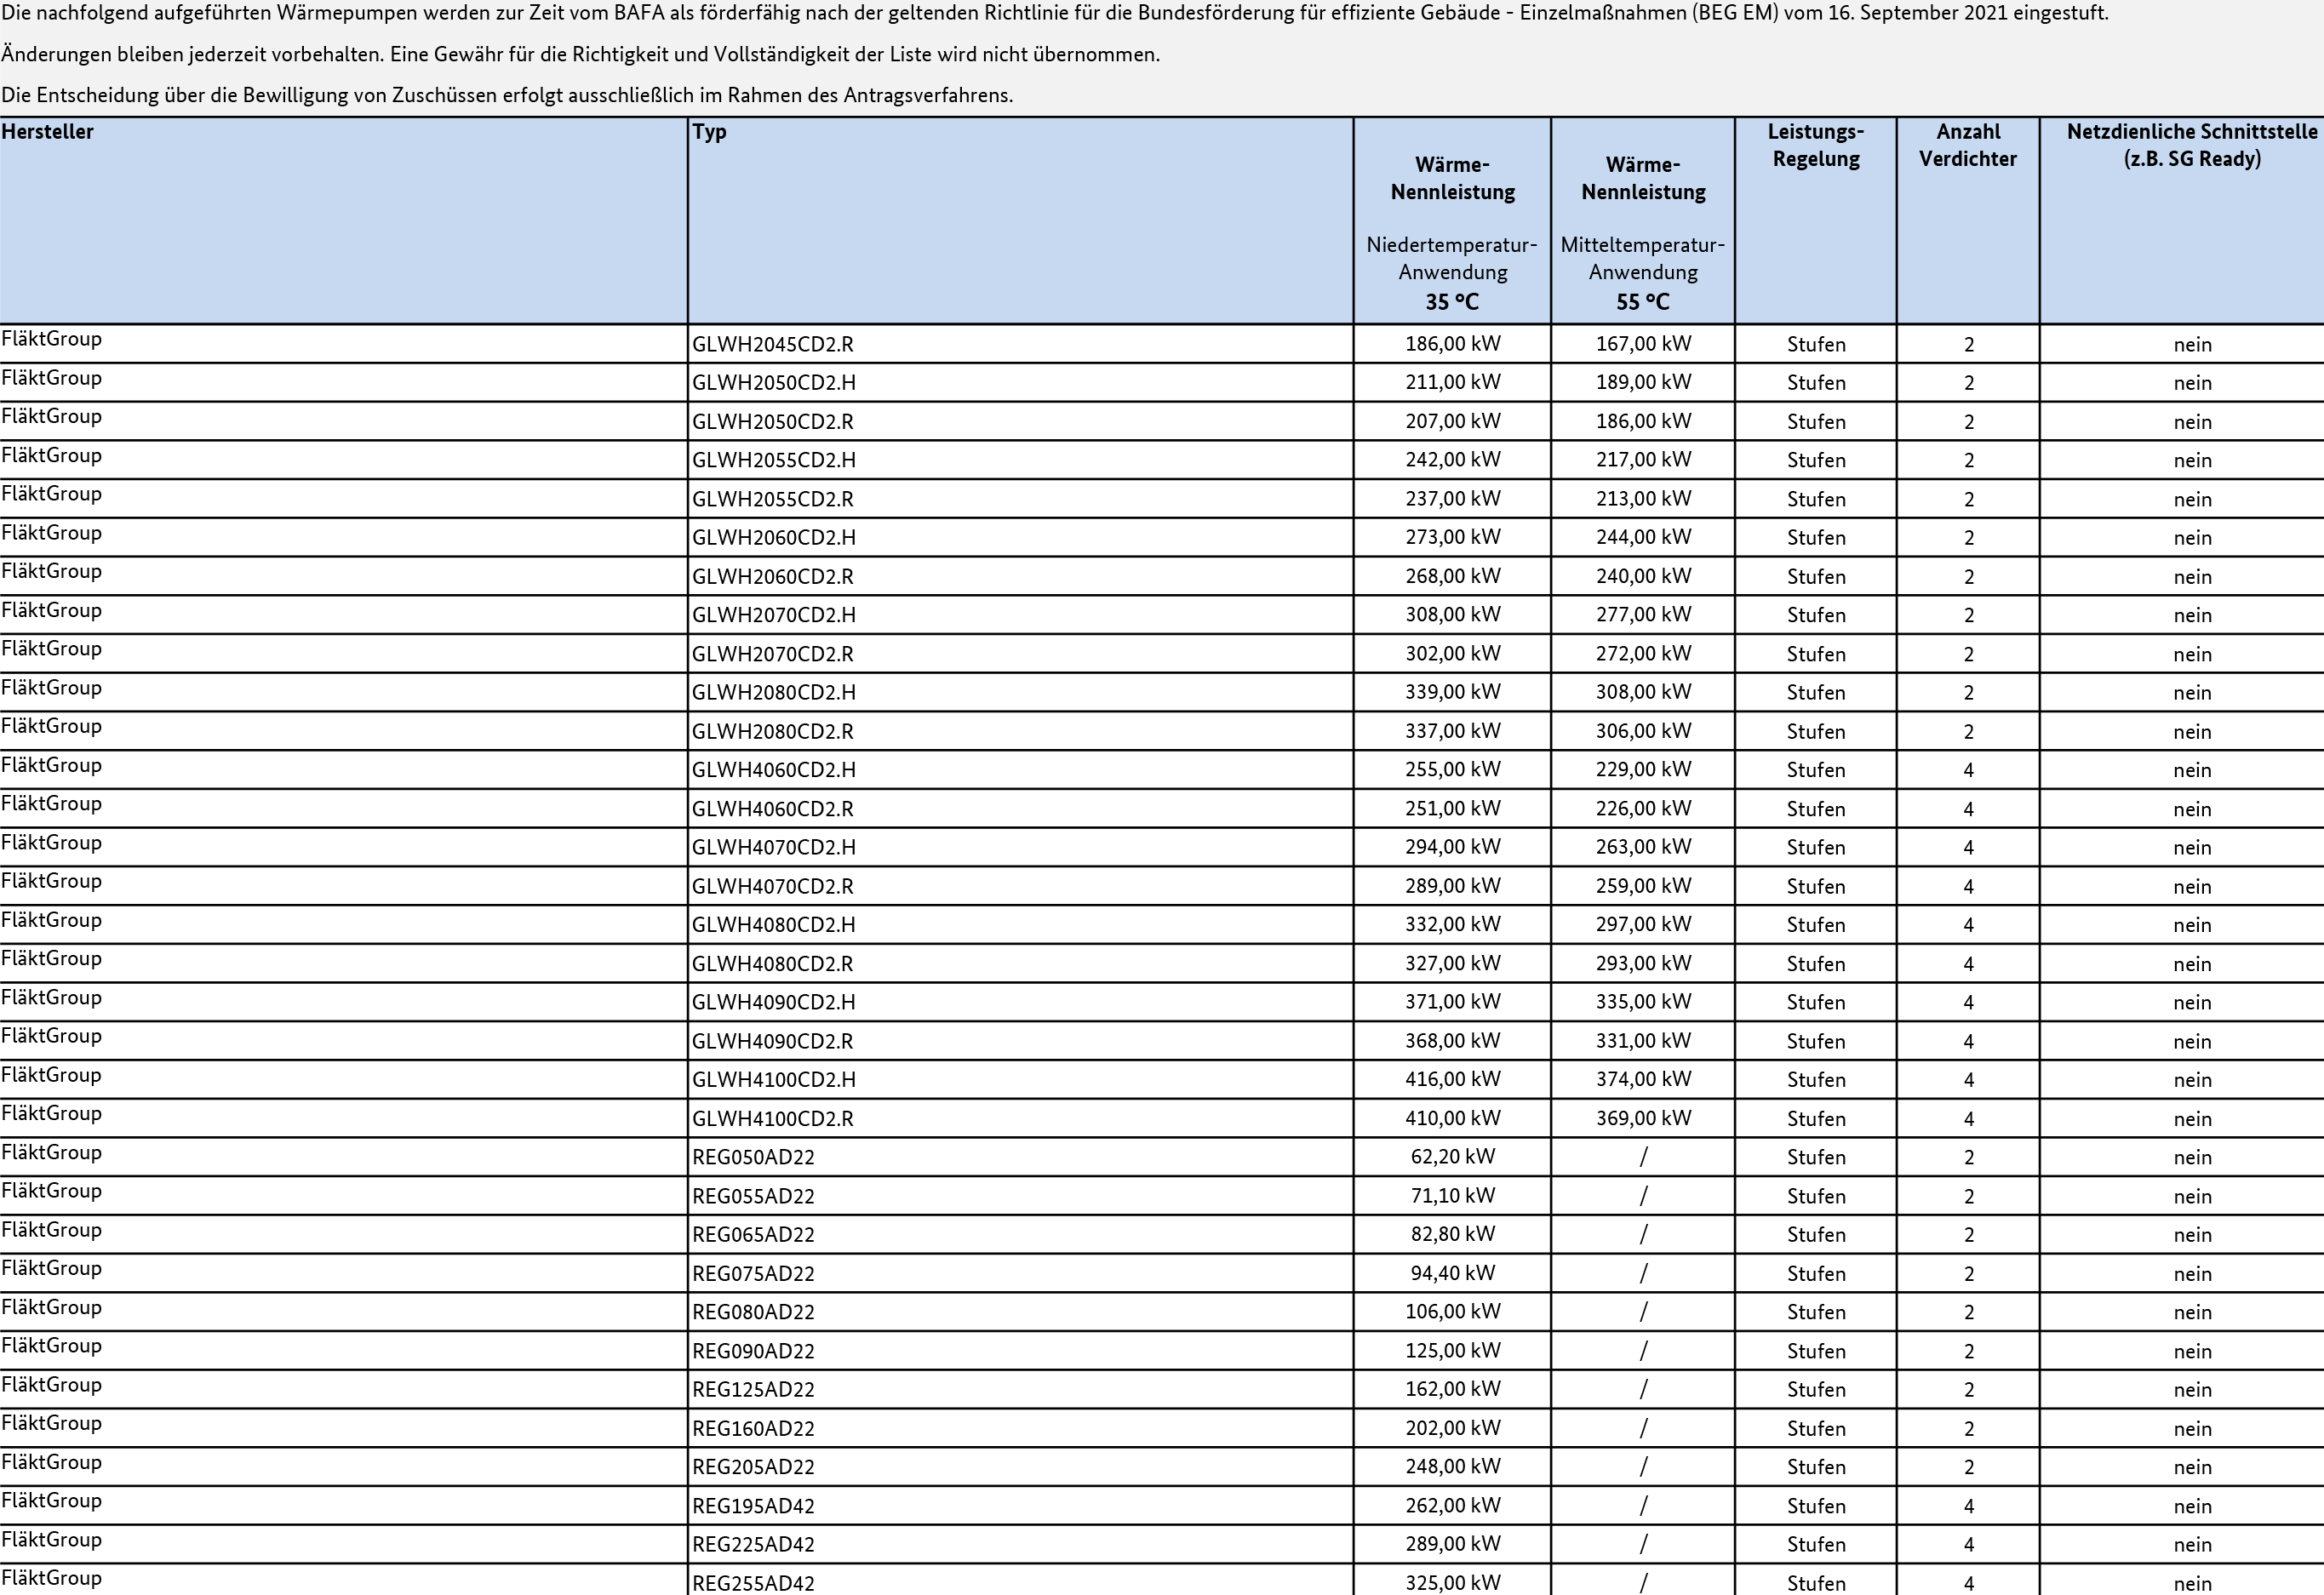 Die nachfolgend aufgeführten Wärmepumpen werden zur Zeit vom BAFA als förderfähig nach der geltenden Richtlinie für die Bundesförderung für effiziente Gebäude - Einzelmaßnahmen (BEG EM) vom 16. September 2021 eingestuft.
Änderungen bleiben jederzeit vorbehalten. Eine Gewähr für die Richtigkeit und Vollständigkeit der Liste wird nicht übernommen.
Die Entscheidung über die Bewilligung von Zuschüssen erfolgt ausschließlich im Rahmen des Antragsverfahrens.
Hersteller
Typ
Wärme-
Nennleistung
Niedertemperatur-
Anwendung
35 °C
Wärme-
Nennleistung
Mitteltemperatur-
Anwendung
55 °C
Leistungs-
Regelung
Anzahl
Verdichter
Netzdienliche Schnittstelle
(z.B. SG Ready)
FläktGroup GLWH2045CD2.R 186,00 kW 167,00 kW Stufen 2 nein
FläktGroup GLWH2050CD2.H 211,00 kW 189,00 kW Stufen 2 nein
FläktGroup GLWH2050CD2.R 207,00 kW 186,00 kW Stufen 2 nein
FläktGroup GLWH2055CD2.H 242,00 kW 217,00 kW Stufen 2 nein
FläktGroup GLWH2055CD2.R 237,00 kW 213,00 kW Stufen 2 nein
FläktGroup GLWH2060CD2.H 273,00 kW 244,00 kW Stufen 2 nein
FläktGroup GLWH2060CD2.R 268,00 kW 240,00 kW Stufen 2 nein
FläktGroup GLWH2070CD2.H 308,00 kW 277,00 kW Stufen 2 nein
FläktGroup GLWH2070CD2.R 302,00 kW 272,00 kW Stufen 2 nein
FläktGroup GLWH2080CD2.H 339,00 kW 308,00 kW Stufen 2 nein
FläktGroup GLWH2080CD2.R 337,00 kW 306,00 kW Stufen 2 nein
FläktGroup GLWH4060CD2.H 255,00 kW 229,00 kW Stufen 4 nein
FläktGroup GLWH4060CD2.R 251,00 kW 226,00 kW Stufen 4 nein
FläktGroup GLWH4070CD2.H 294,00 kW 263,00 kW Stufen 4 nein
FläktGroup GLWH4070CD2.R 289,00 kW 259,00 kW Stufen 4 nein
FläktGroup GLWH4080CD2.H 332,00 kW 297,00 kW Stufen 4 nein
FläktGroup GLWH4080CD2.R 327,00 kW 293,00 kW Stufen 4 nein
FläktGroup GLWH4090CD2.H 371,00 kW 335,00 kW Stufen 4 nein
FläktGroup GLWH4090CD2.R 368,00 kW 331,00 kW Stufen 4 nein
FläktGroup GLWH4100CD2.H 416,00 kW 374,00 kW Stufen 4 nein
FläktGroup GLWH4100CD2.R 410,00 kW 369,00 kW Stufen 4 nein
FläktGroup REG050AD22 62,20 kW / Stufen 2 nein
FläktGroup REG055AD22 71,10 kW / Stufen 2 nein
FläktGroup REG065AD22 82,80 kW / Stufen 2 nein
FläktGroup REG075AD22 94,40 kW / Stufen 2 nein
FläktGroup REG080AD22 106,00 kW / Stufen 2 nein
FläktGroup REG090AD22 125,00 kW / Stufen 2 nein
FläktGroup REG125AD22 162,00 kW / Stufen 2 nein
FläktGroup REG160AD22 202,00 kW / Stufen 2 nein
FläktGroup REG205AD22 248,00 kW / Stufen 2 nein
FläktGroup REG195AD42 262,00 kW / Stufen 4 nein
FläktGroup REG225AD42 289,00 kW / Stufen 4 nein
FläktGroup REG255AD42 325,00 kW / Stufen 4 nein